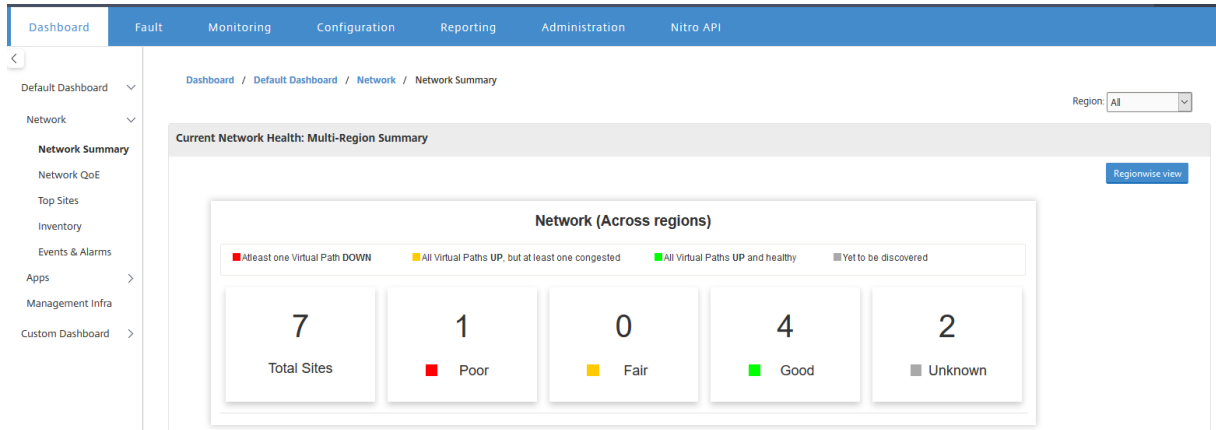 Dashboard Fault Monitoring Configuration Reporting Administration Nitro API
Default Dashboard
Network
Network Summary
Network QoE
Top Sites
Inventory
Events & Alarms
Apps
Management Infra
Custom Dashboard
Dashboard / Default Dashboard / Network / Network Summary
Region: All
Current Network Health: Multi-Region Summary
Regionwise view
Network (Across regions)
Atleast one Virtual Path DOWN All Virtual Paths UP, but at least one congested All Virtual Paths UP and healthy Yet to be discovered
7 1 0 4 2
Total Sites Poor Fair Good Unknown